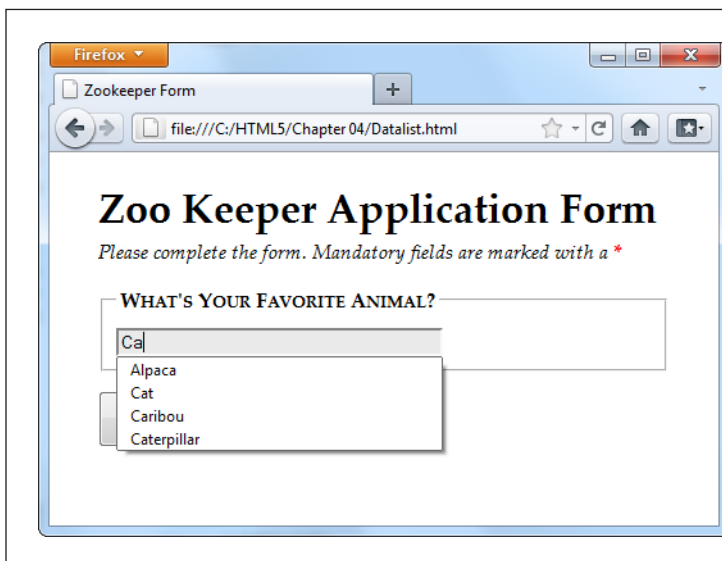 Firefox
Zookeeper Form
file:///C:/HTML5/Chapter 04/Datalist.html
Zoo Keeper Application Form
Please complete the form. Mandatory fields are marked with a *
What's Your Favorite Animal?
Ca
Alpaca
Cat
Caribou
Caterpillar